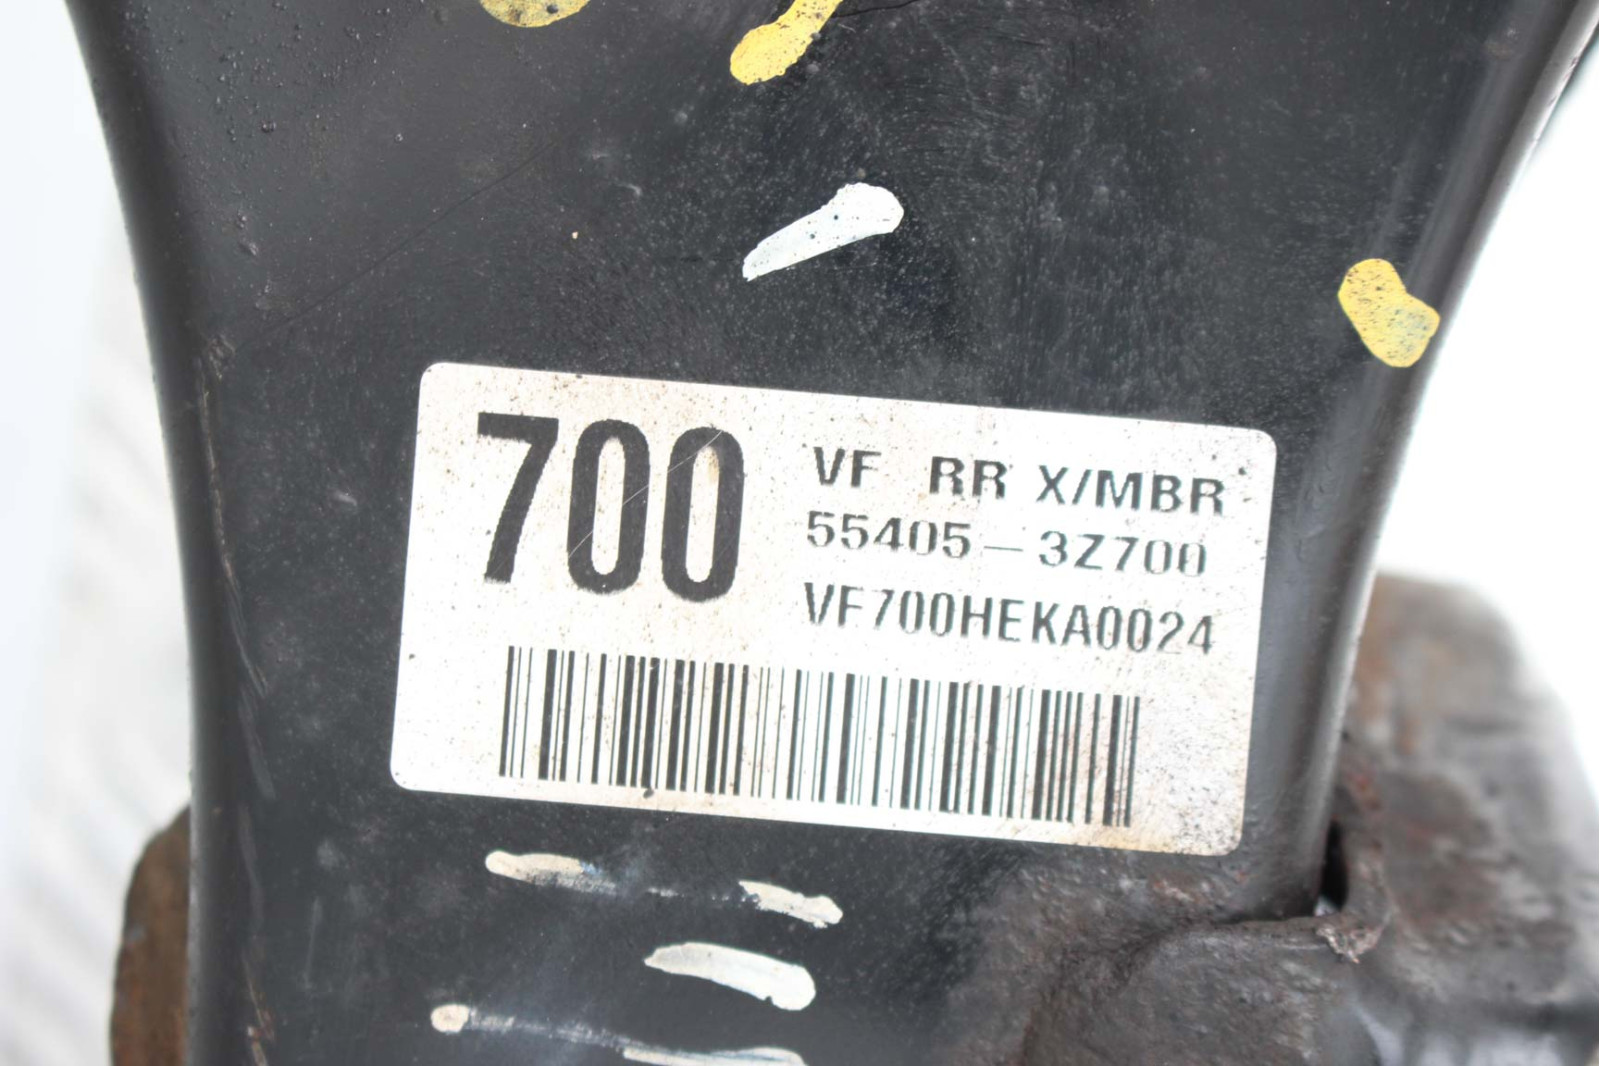 700
VF RR X/MBR
55405-3Z700
VF700HEKA0024